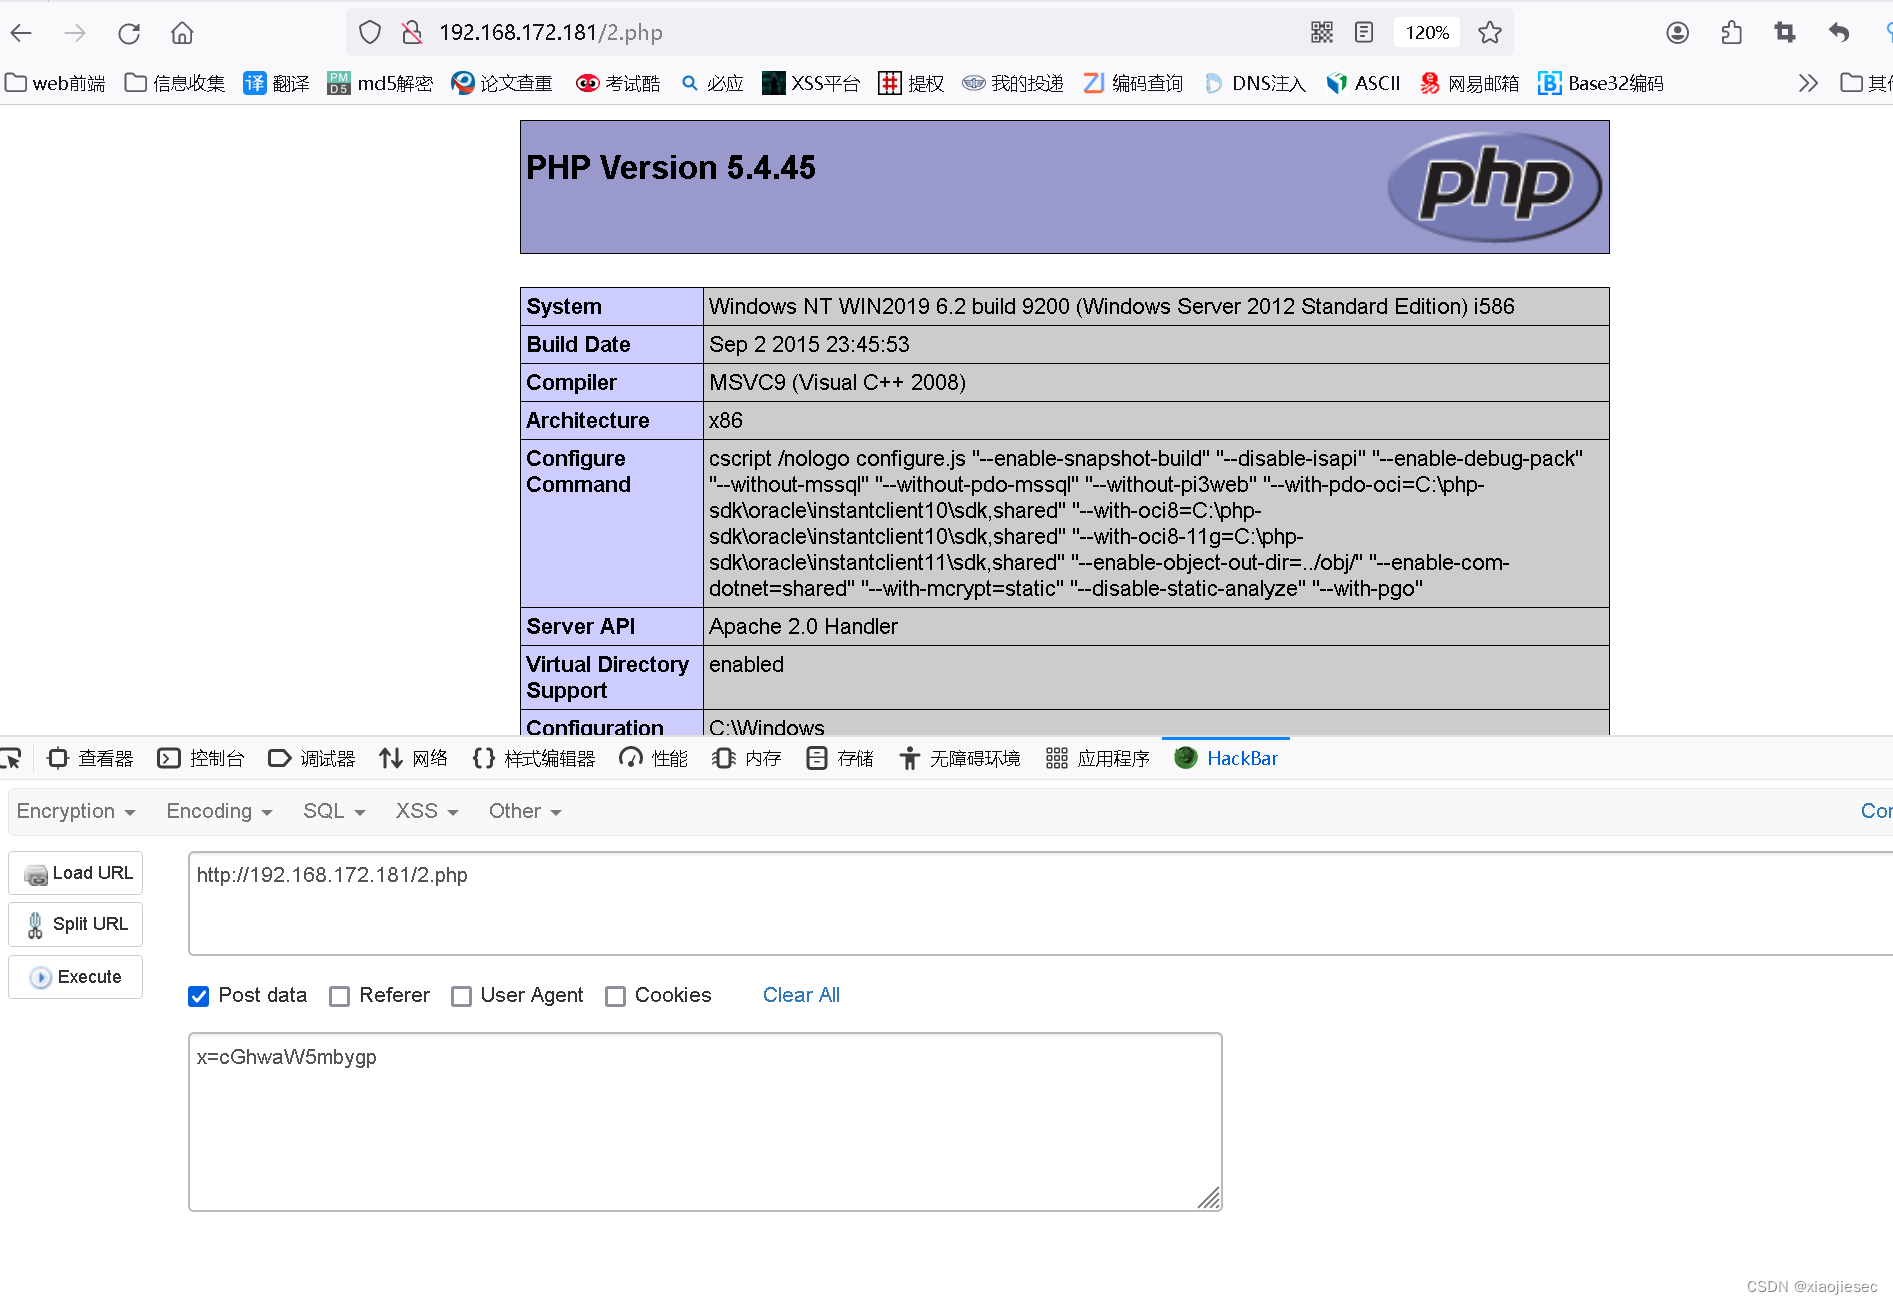 192.168.172.181/2.php 120%
web前端 信息收集 译 翻译 PM D5 md5解密 论文查重 考试酷 必应 XSS平台 提权 我的投递 编码查询 DNS注入 ASCII 网易邮箱 Base32编码 其
PHP Version 5.4.45
php
System Windows NT WIN2019 6.2 build 9200 (Windows Server 2012 Standard Edition) i586
Build Date Sep 2 2015 23:45:53
Compiler MSVC9 (Visual C++ 2008)
Architecture x86
Configure Command cscript /nologo configure.js "--enable-snapshot-build" "--disable-isapi" "--enable-debug-pack"
"--without-mssql" "--without-pdo-mssql" "--without-pi3web" "--with-pdo-oci=C:\php-
sdk\oracle\instantclient10\sdk,shared" "--with-oci8=C:\php-
sdk\oracle\instantclient10\sdk,shared" "--with-oci8-11g=C:\php-
sdk\oracle\instantclient11\sdk,shared" "--enable-object-out-dir=../obj/" "--enable-com-
dotnet=shared" "--with-mcrypt=static" "--disable-static-analyze" "--with-pgo"
Server API Apache 2.0 Handler
Virtual Directory Support enabled
Configuration C:\Windows
查看器 控制台 调试器 网络 样式编辑器 性能 内存 存储 无障碍环境 应用程序 HackBar
Encryption Encoding SQL XSS Other Cor
Load URL http://192.168.172.181/2.php
Split URL
Execute
Post data Referer User Agent Cookies Clear All
x=cGhwaW5mbygp
CSDN @xiaojiesec